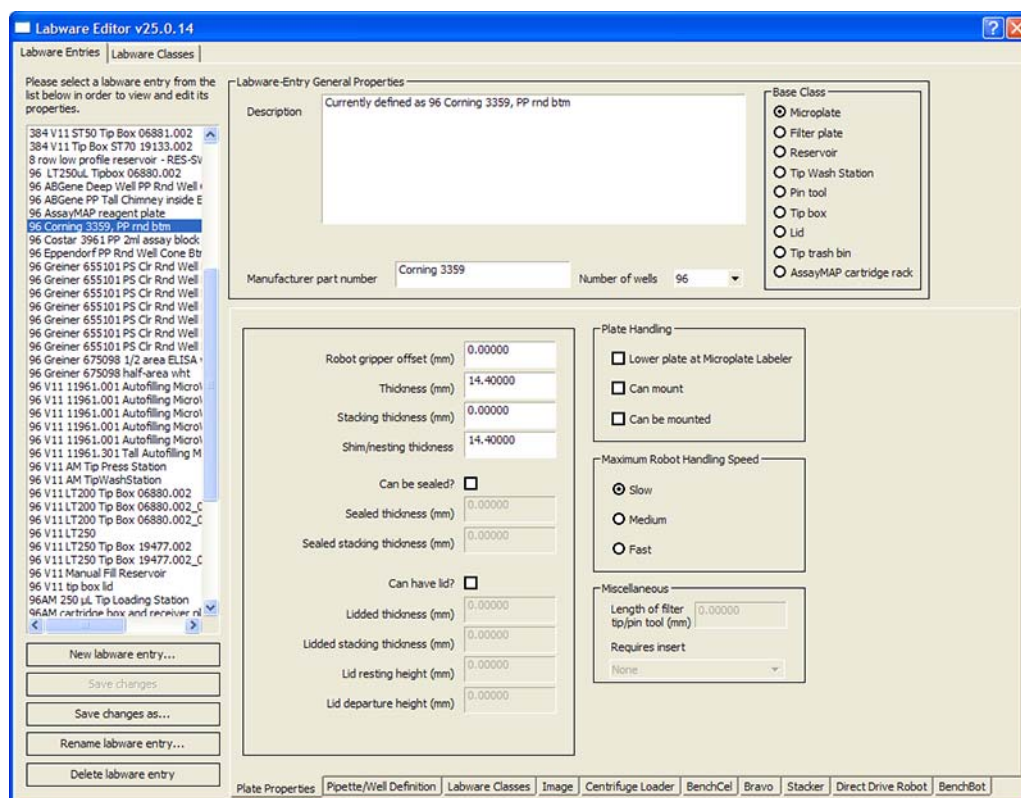 Labware Editor v25.0.14
Labware Entries
Labware Classes
Please select a labware entry from the
list below in order to view and edit its
properties.
384 V11 ST50 Tip Box 06881.002
384 V11 Tip Box ST70 19133.002
8 row low profile reservoir - RES-SW
96 LT250uL Tipbox 06880.002
96 ABGene Deep Well PP Rnd Well
96 ABGene PP Tall Chimney inside E
96 AssayMAP reagent plate
96 Corning 3359, PP rnd btm
96 Costar 3961 PP 2ml assay block
96 Eppendorf PP Rnd Well Cone Btr
96 Greiner 655101 PS Clr Rnd Well
96 Greiner 655101 PS Clr Rnd Well
96 Greiner 655101 PS Clr Rnd Well
96 Greiner 655101 PS Clr Rnd Well
96 Greiner 655101 PS Clr Rnd Well
96 Greiner 655101 PS Clr Rnd Well
96 Greiner 655101 PS Clr Rnd Well
96 Greiner 675098 1/2 area ELISA
96 Greiner 675098 half-area wht
96 V11 11961.001 Autofilling Micro
96 V11 11961.001 Autofilling Micro
96 V11 11961.001 Autofilling Micro
96 V11 11961.001 Autofilling Micro
96 V11 11961.001 Autofilling Micro
96 V11 11961.301 Tall Autofilling M
96 V11 AM Tip Press Station
96 V11 AM TipWashStation
96 V11 LT200 Tip Box 06880.002
96 V11 LT200 Tip Box 06880.002_0
96 V11 LT200 Tip Box 06880.002_0
96 V11 LT250
96 V11 LT250 Tip Box 19477.002
96 V11 LT250 Tip Box 19477.002_0
96 V11 Manual Fill Reservoir
96 V11 tip box lid
96AM 250 µL Tip Loading Station
96AM cartridge box and receiver pl
New labware entry...
Save changes
Save changes as...
Rename labware entry...
Delete labware entry
Labware-Entry General Properties
Description
Currently defined as 96 Corning 3359, PP rnd btm
Manufacturer part number
Corning 3359
Number of wells
96
Base Class
Microplate
Filter plate
Reservoir
Tip Wash Station
Pin tool
Tip box
Lid
Tip trash bin
AssayMAP cartridge rack
Robot gripper offset (mm) 0.00000
Thickness (mm) 14.40000
Stacking thickness (mm) 0.00000
Shim/nesting thickness 14.40000
Can be sealed?
Sealed thickness (mm) 0.00000
Sealed stacking thickness (mm) 0.00000
Can have lid?
Lidded thickness (mm) 0.00000
Lidded stacking thickness (mm) 0.00000
Lid resting height (mm) 0.00000
Lid departure height (mm) 0.00000
Plate Handling
Lower plate at Microplate Labeler
Can mount
Can be mounted
Maximum Robot Handling Speed
Slow
Medium
Fast
Miscellaneous
Length of filter
tip/pin tool (mm)
0.00000
Requires insert
None
Plate Properties
Pipette/Well Definition
Labware Classes
Image
Centrifuge Loader
BenchCel
Bravo
Stacker
Direct Drive Robot
BenchBot